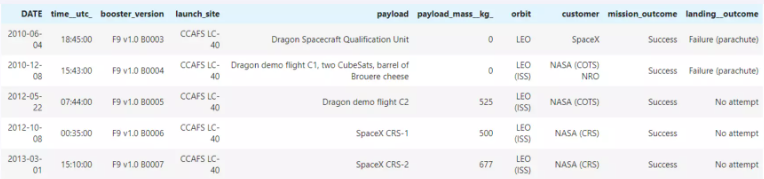 DATE time__utc_ booster_version launch_site payload payload_mass__kg_ orbit customer mission_outcome landing__outcome
2010-06-04 18:45:00 F9 v1.0 B0003 CCAFS LC-40 Dragon Spacecraft Qualification Unit 0 LEO SpaceX Success Failure (parachute)
2010-12-08 15:43:00 F9 v1.0 B0004 CCAFS LC-40 Dragon demo flight C1, two CubeSats, barrel of Brouere cheese 0 LEO (ISS) NASA (COTS) NRO Success Failure (parachute)
2012-05-22 07:44:00 F9 v1.0 B0005 CCAFS LC-40 Dragon demo flight C2 525 LEO (ISS) NASA (COTS) Success No attempt
2012-10-08 00:35:00 F9 v1.0 B0006 CCAFS LC-40 SpaceX CRS-1 500 LEO (ISS) NASA (CRS) Success No attempt
2013-03-01 15:10:00 F9 v1.0 B0007 CCAFS LC-40 SpaceX CRS-2 677 LEO (ISS) NASA (CRS) Success No attempt